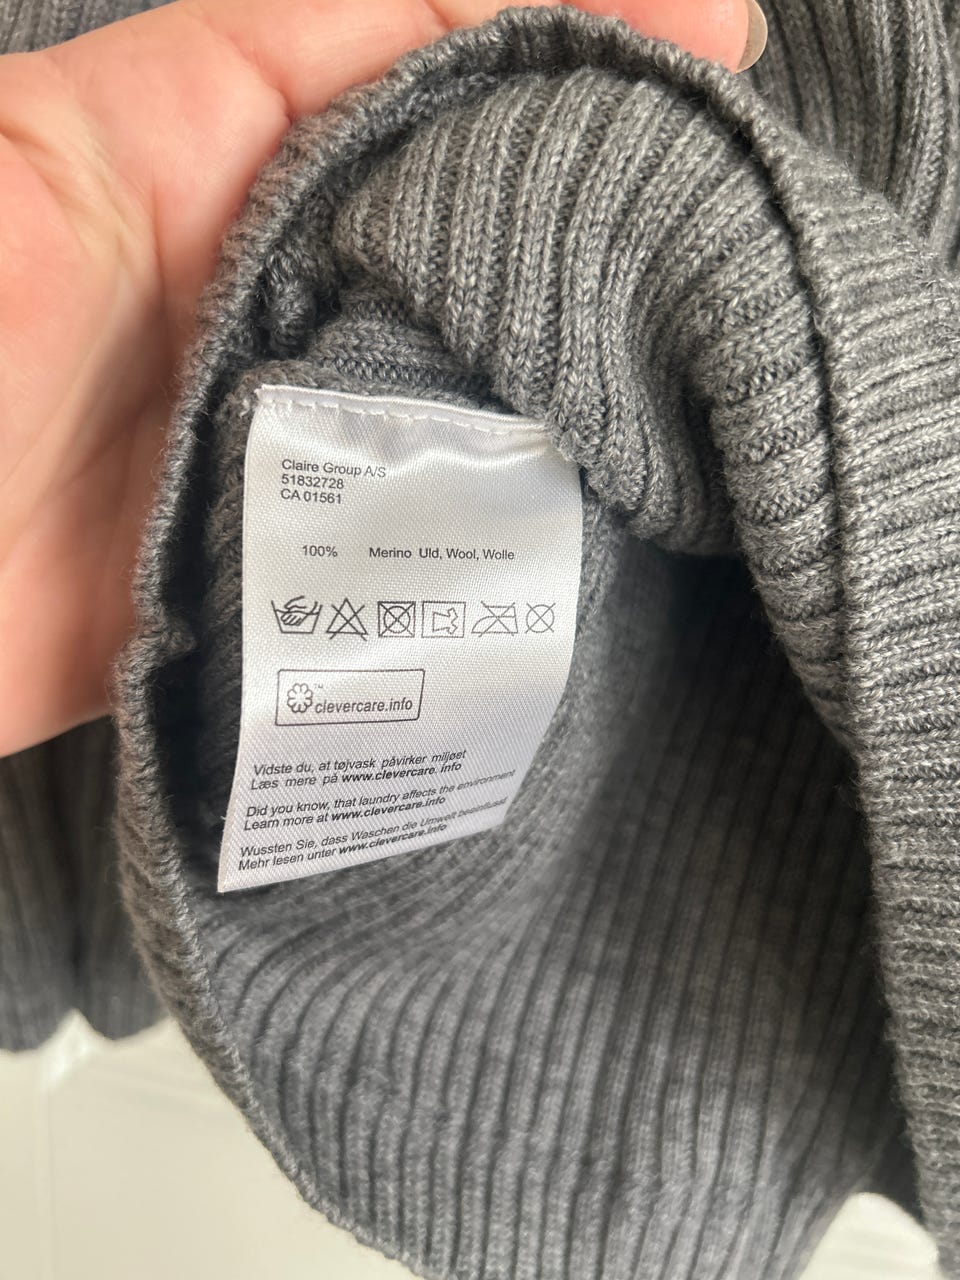 Claire Group A/S
51832728
CA 01561
100% Merino Uld, Wool, Wolle
™
clevercare.info
Vidste du, at tøjvask påvirker miljøet
Læs mere på www.clevercare. info
Did you know, that laundry affects the environment
Learn more at www.clevercare.info
Wussten Sie, dass Waschen die Umwelt beeinflusst
Mehr lesen unter www.clevercare.info